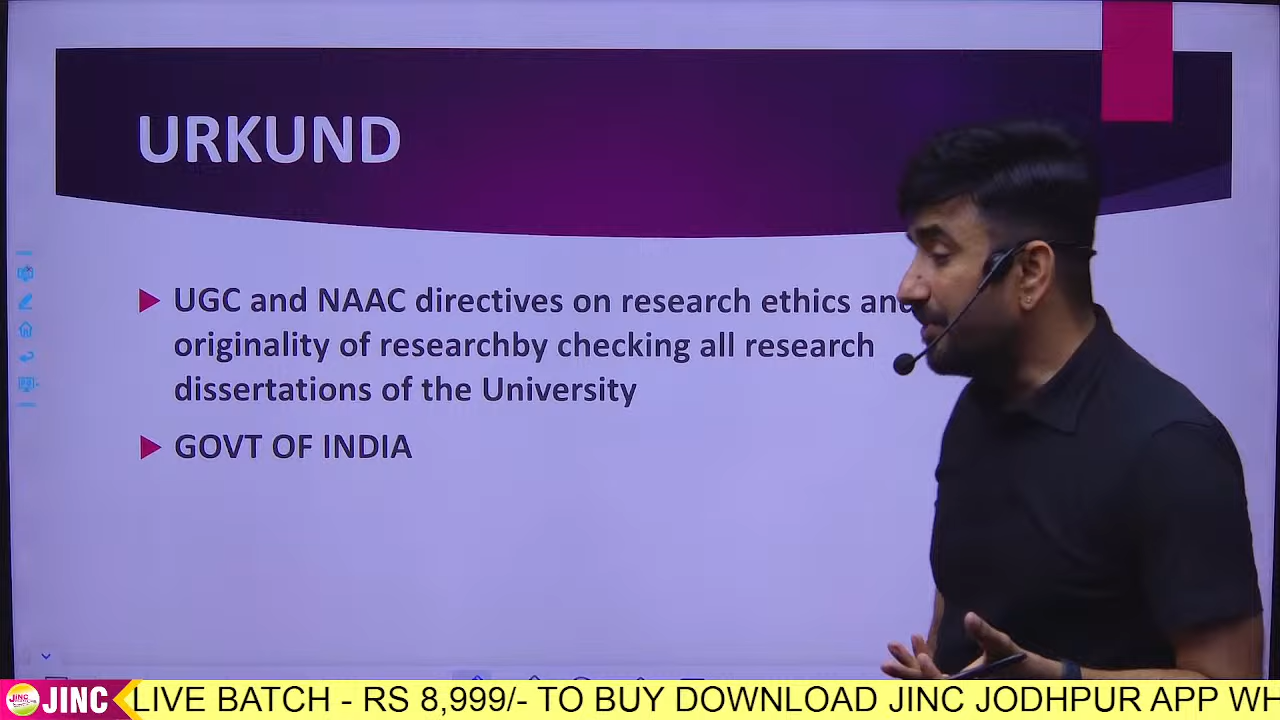 URKUND
UGC and NAAC directives on research ethics and
originality of researchby checking all research
dissertations of the University
GOVT OF INDIA
JINC
LIVE BATCH - RS 8,999/- TO BUY DOWNLOAD JINC JODHPUR APP WH